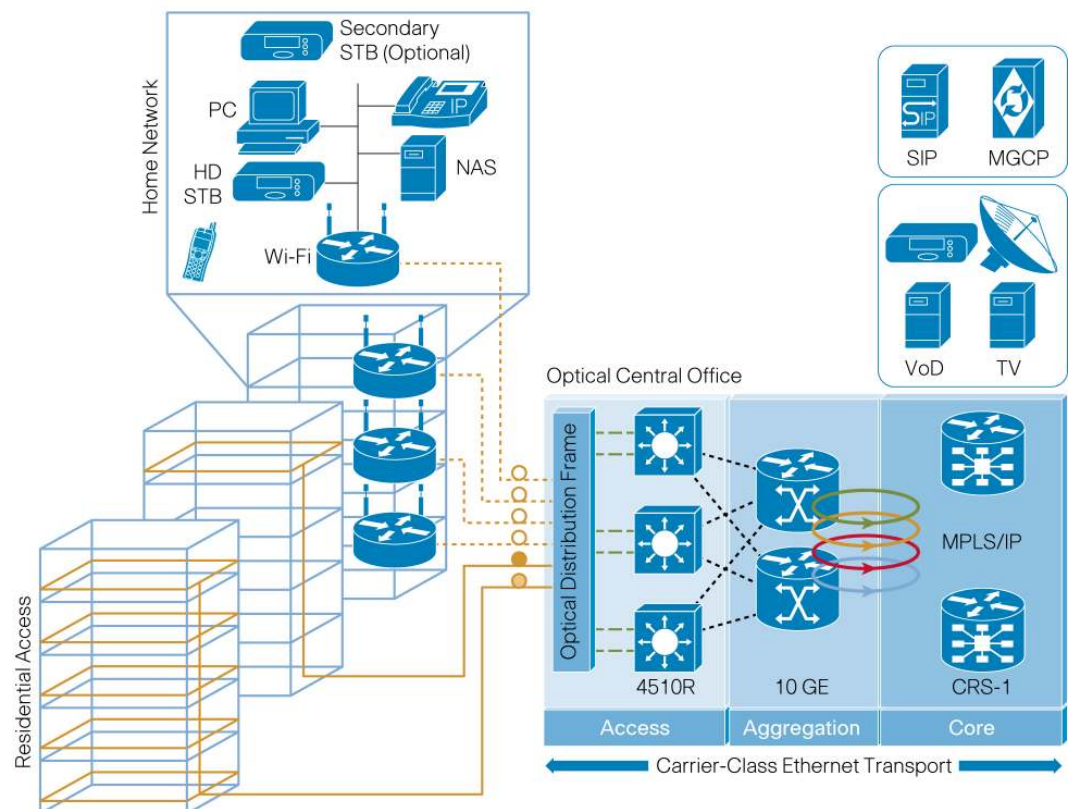 Secondary
STB (Optional)
PC
IP
HD
STB
NAS
Wi-Fi
Home Network
SIP
SIP
MGCP
VoD
TV
Optical Central Office
Optical Distribution Frame
MPLS/IP
4510R
10 GE
CRS-1
Access
Aggregation
Core
Carrier-Class Ethernet Transport
Residential Access